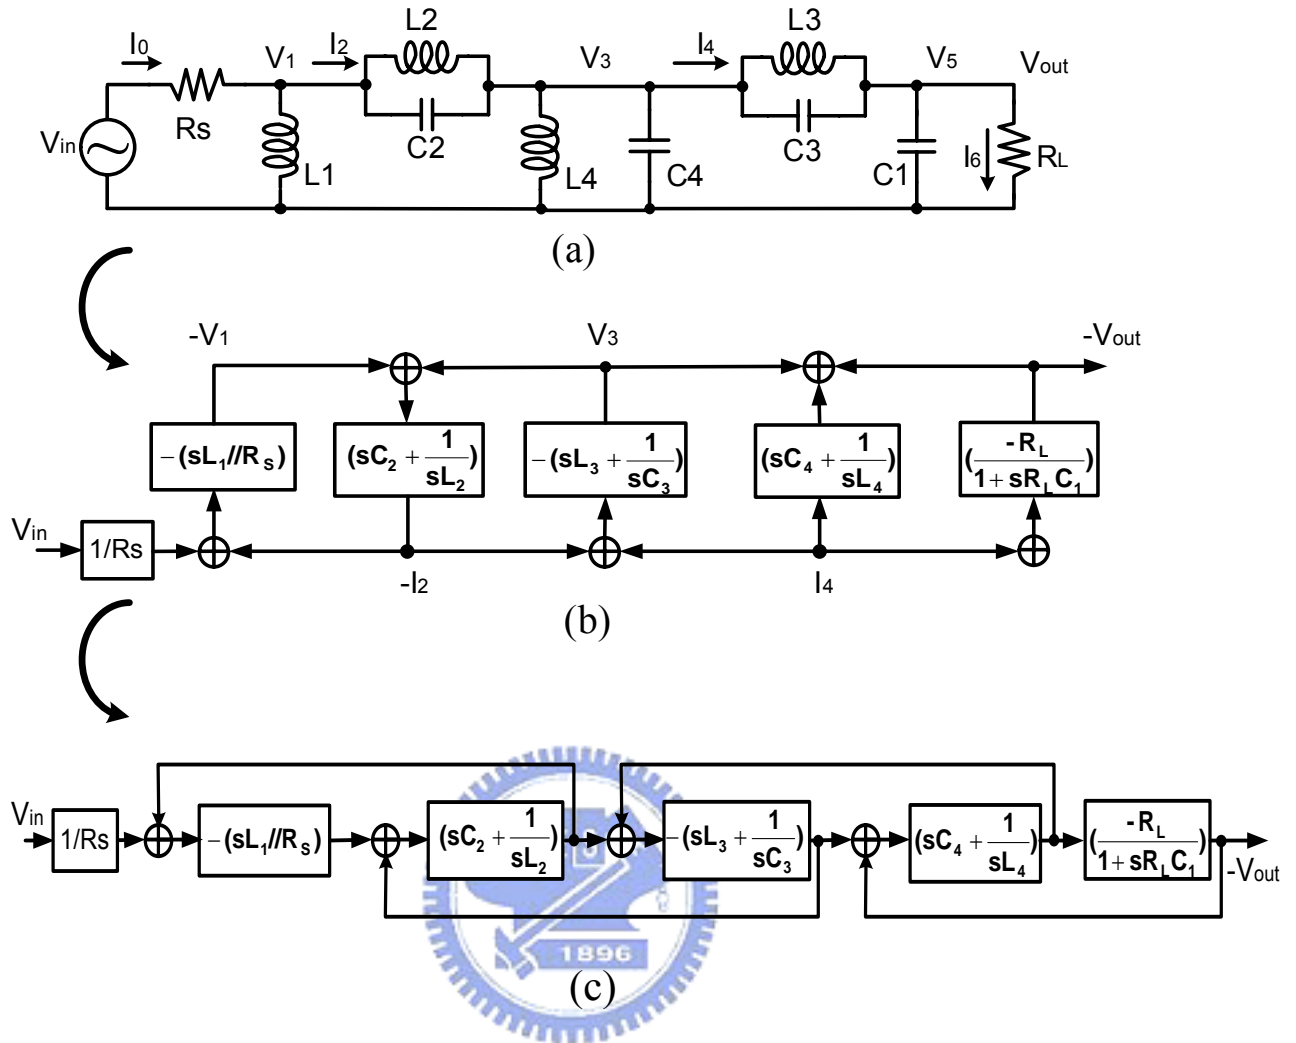 I0 V1 I2 L2 V3 I4 L3 V5 Vout
Vin Rs L1 C2 L4 C4 C3 C1 I6 RL
(a)
-V1 V3 -Vout
-(sL1//RS) (sC2 + 1/sL2) -(sL3 + 1/sC3) (sC4 + 1/sL4) (-RL/1 + sRLC1)
Vin 1/Rs
-I2 I4
(b)
Vin 1/Rs -(sL1//RS) (sC2 + 1/sL2) -(sL3 + 1/sC3) (sC4 + 1/sL4) (-RL/1 + sRLC1) -Vout
1896
(c)